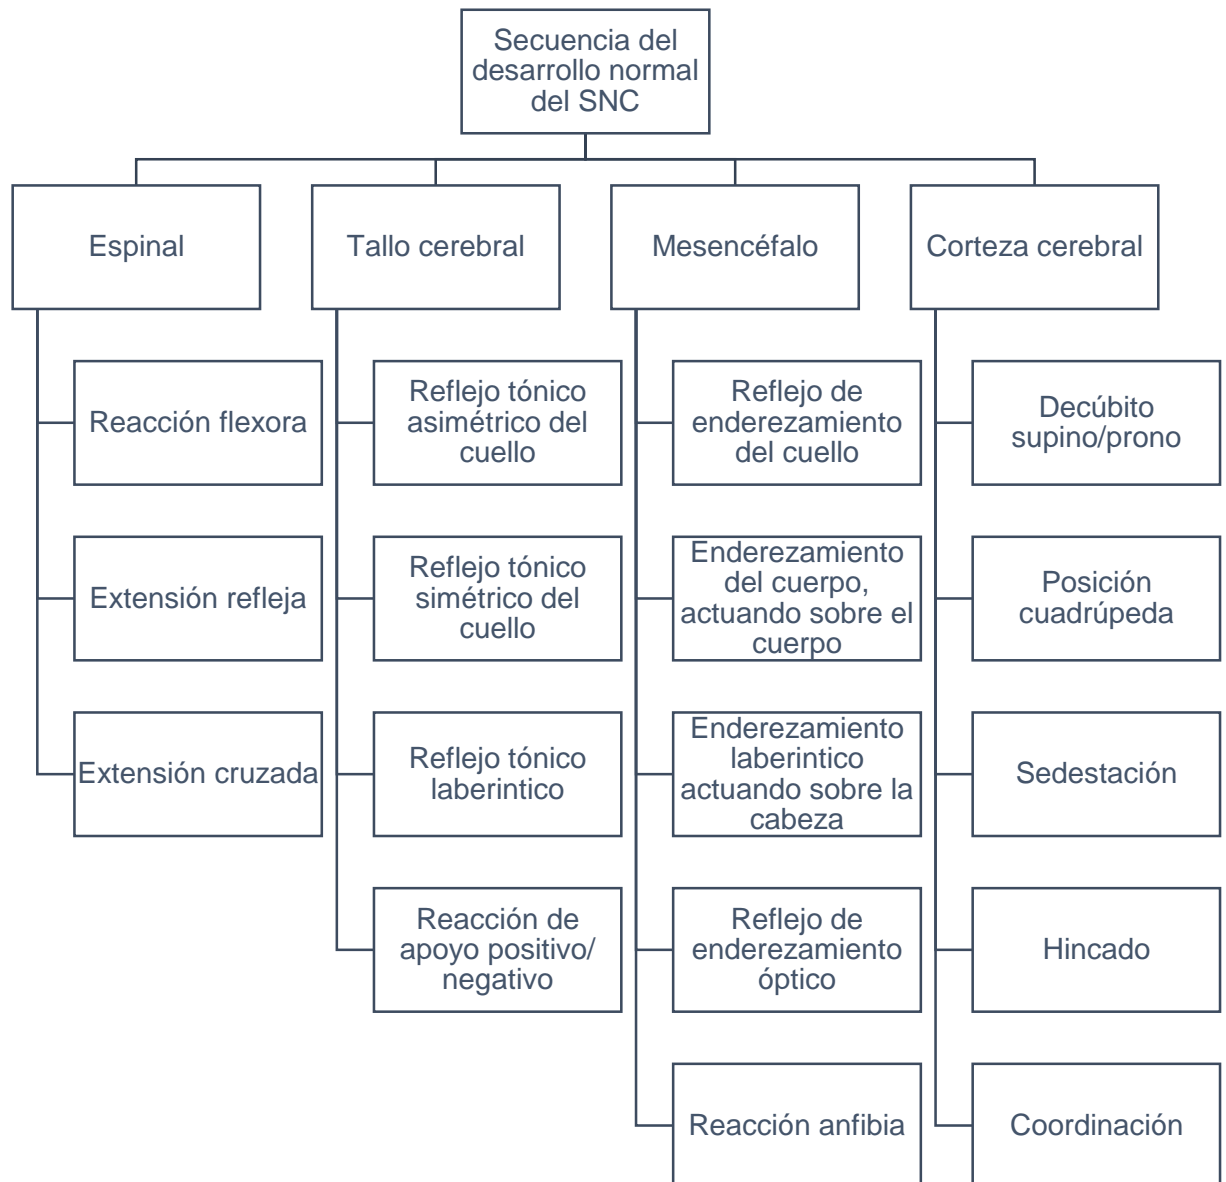 Secuencia del
desarrollo normal
del SNC
Espinal
Reacción flexora
Extensión refleja
Extensión cruzada
Tallo cerebral
Reflejo tónico
asimétrico del
cuello
Reflejo tónico
simétrico del
cuello
Reflejo tónico
laberintico
Reacción de
apoyo positivo/
negativo
Mesencéfalo
Reflejo de
enderezamiento
del cuello
Enderezamiento
del cuerpo,
actuando sobre el
cuerpo
Enderezamiento
laberintico
actuando sobre la
cabeza
Reflejo de
enderezamiento
óptico
Reacción anfibia
Corteza cerebral
Decúbito
supino/prono
Posición
cuadrúpeda
Sedestación
Hincado
Coordinación